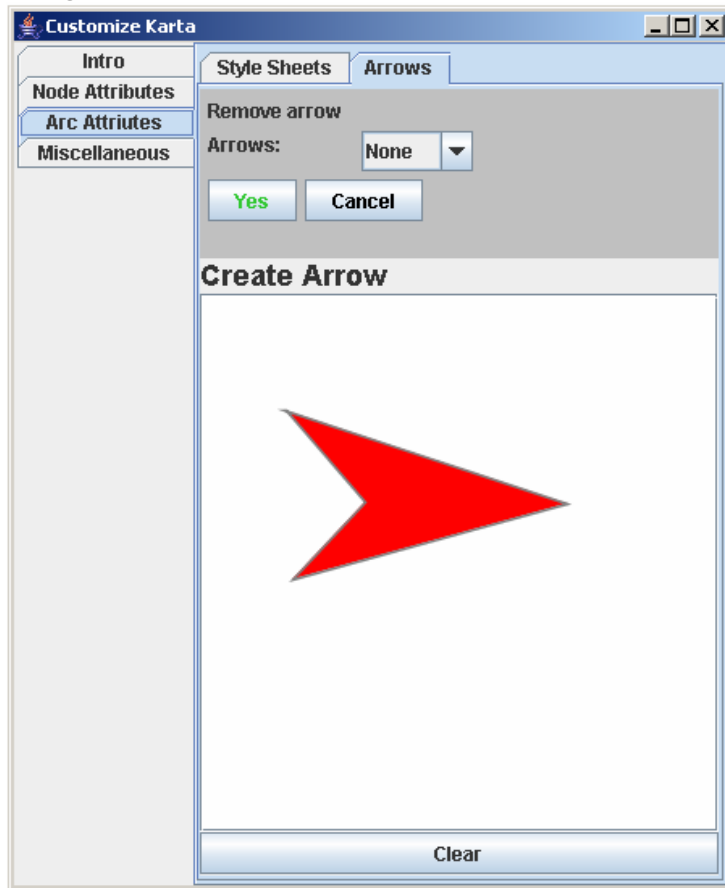 Customize Karta
Intro
Node Attributes
Arc Attriutes
Miscellaneous
Style Sheets Arrows
Remove arrow
Arrows: None
Yes Cancel
Create Arrow
Clear